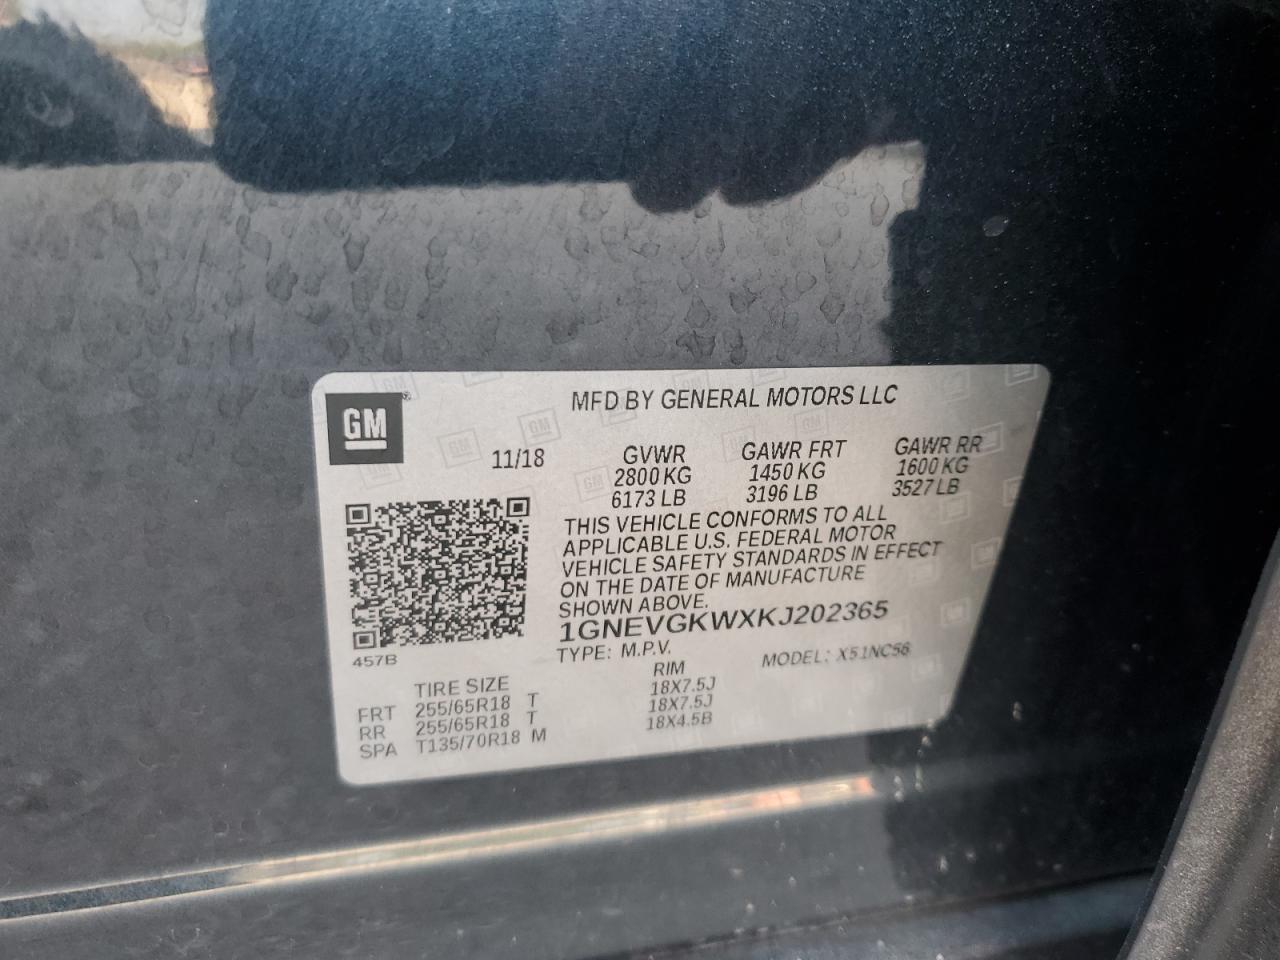 GM
MFD BY GENERAL MOTORS LLC
11/18 GVWR GAWR FRT GAWR RR
2800 KG 1450 KG 1600 KG
6173 LB 3196 LB 3527 LB
THIS VEHICLE CONFORMS TO ALL
APPLICABLE U.S. FEDERAL MOTOR
VEHICLE SAFETY STANDARDS IN EFFECT
ON THE DATE OF MANUFACTURE
SHOWN ABOVE.
1GNEVGKWXKJ202365
457B
TYPE: M.P.V. MODEL: X51NC56
TIRE SIZE RIM
FRT 255/65R18 T 18X7.5J
RR 255/65R18 T 18X7.5J
SPA T135/70R18 M 18X4.5B